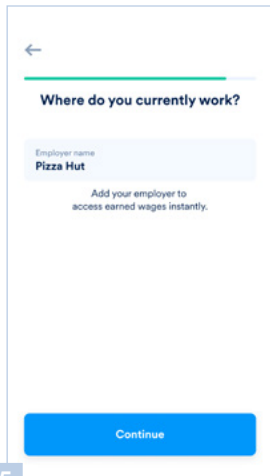 Where do you currently work?
Employer name
Pizza Hut
Add your employer to
access earned wages instantly.
Continue